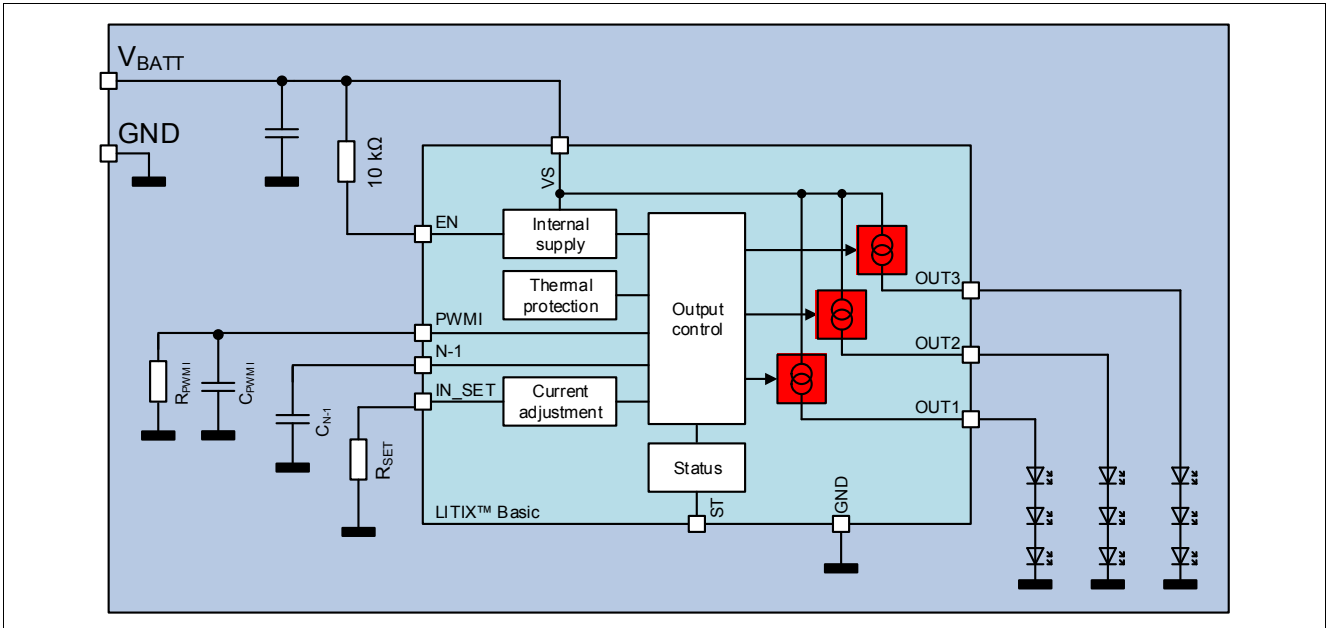 VBATT
GND
10 kΩ
VS
EN
Internal
supply
Thermal
protection
Output
control
OUT3
PWMI
OUT2
N-1
IN_SET
Current
adjustment
OUT1
RPWMI
CPWMI
CN-1
RSET
Status
ST
GND
LITIX™ Basic